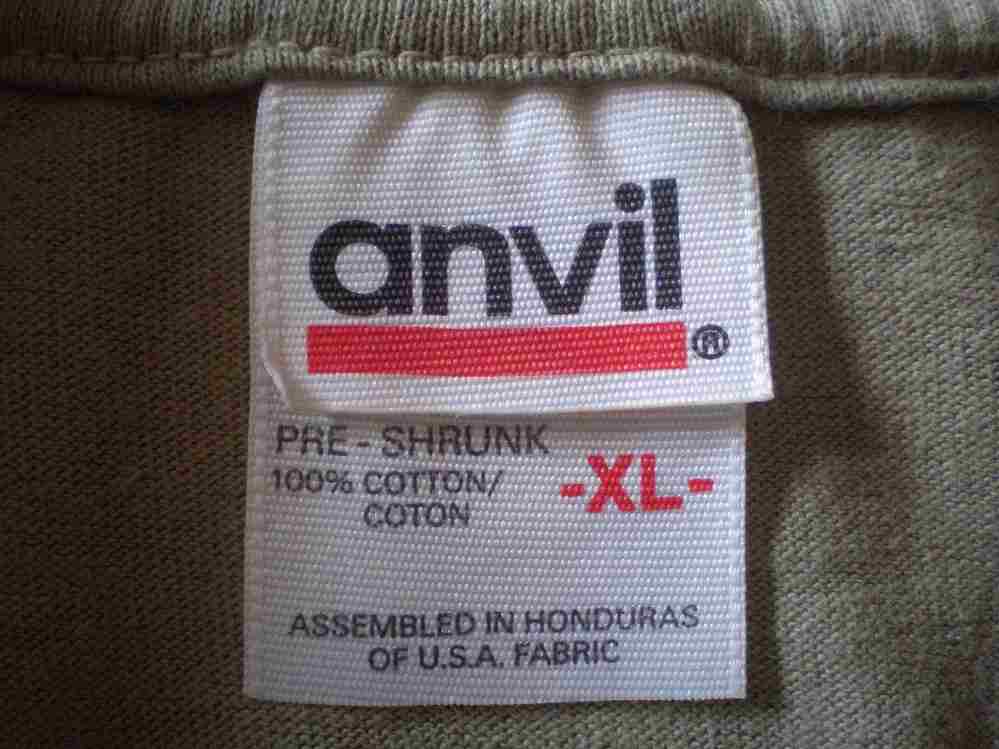 anvil®
PRE-SHRUNK
100% COTTON/
COTON
-XL-
ASSEMBLED IN HONDURAS
OF U.S.A. FABRIC